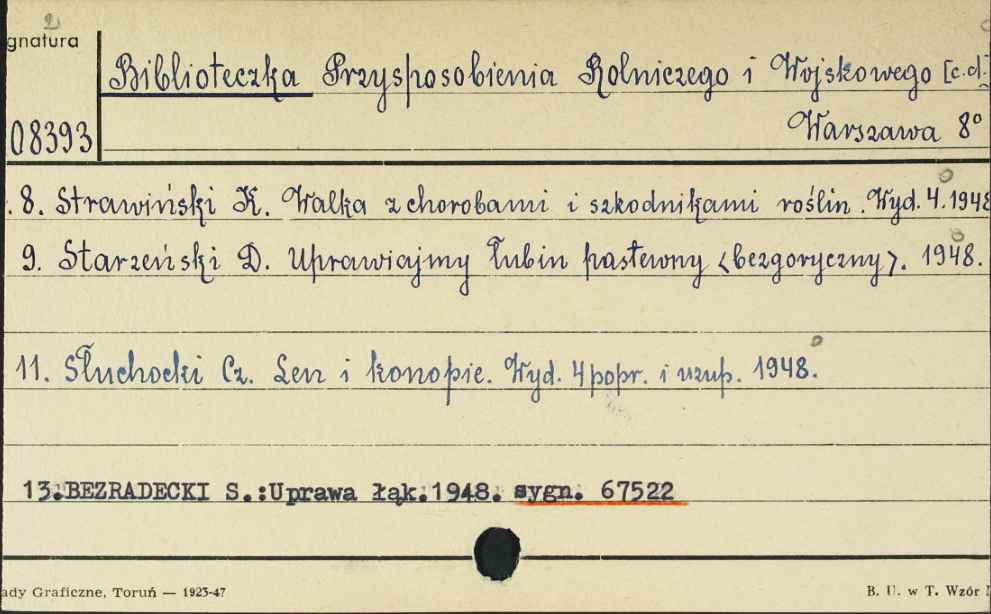 2
gnatura
Biblioteczka Przysposobienia Rolniczego i Wojskowego [c.d].
08393
Warszawa 8°
. 8. Strawiński K. Walka z chorobami i szkodnikami roślin. Wyd. 4. 1948
9. Starzeński D. Uprawiajmy łubin pastewny <bezgoryczny>. 1948.
11. Słuchocki Cz. Len i konopie. Wyd. 4 popr. i uzup. 1948.
13.BEZRADECKI S.:Uprawa łąk.1948. sygn. 67522
ady Graficzne, Toruń — 1923-47
B. U. w T. Wzór